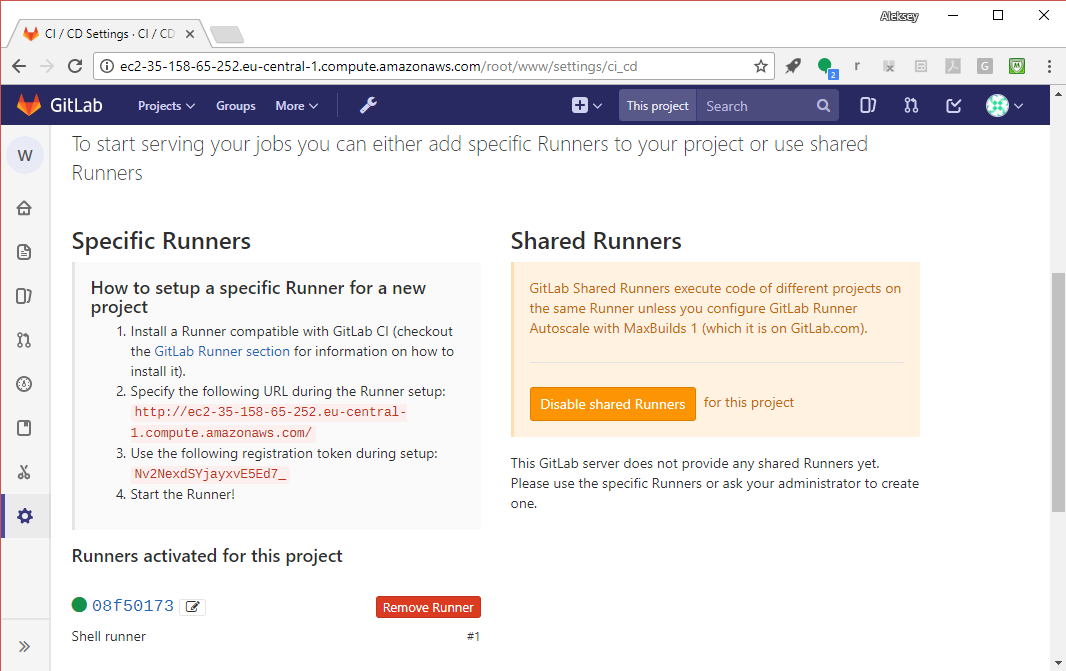 Aleksey
CI / CD Settings · CI / CD
ec2-35-158-65-252.eu-central-1.compute.amazonaws.com/root/www/settings/ci_cd
2
r
G
M
GitLab
Projects
Groups
More
This project
Search
W
To start serving your jobs you can either add specific Runners to your project or use shared
Runners
Specific Runners
How to setup a specific Runner for a new
project
1. Install a Runner compatible with GitLab CI (checkout
the GitLab Runner section for information on how to
install it).
2. Specify the following URL during the Runner setup:
http://ec2-35-158-65-252.eu-central-
1.compute.amazonaws.com/
3. Use the following registration token during setup:
Nv2NexdSYjayxvE5Ed7_
4. Start the Runner!
Shared Runners
GitLab Shared Runners execute code of different projects on
the same Runner unless you configure GitLab Runner
Autoscale with MaxBuilds 1 (which it is on GitLab.com).
Disable shared Runners for this project
This GitLab server does not provide any shared Runners yet.
Please use the specific Runners or ask your administrator to create
one.
Runners activated for this project
08f50173
Remove Runner
Shell runner
#1